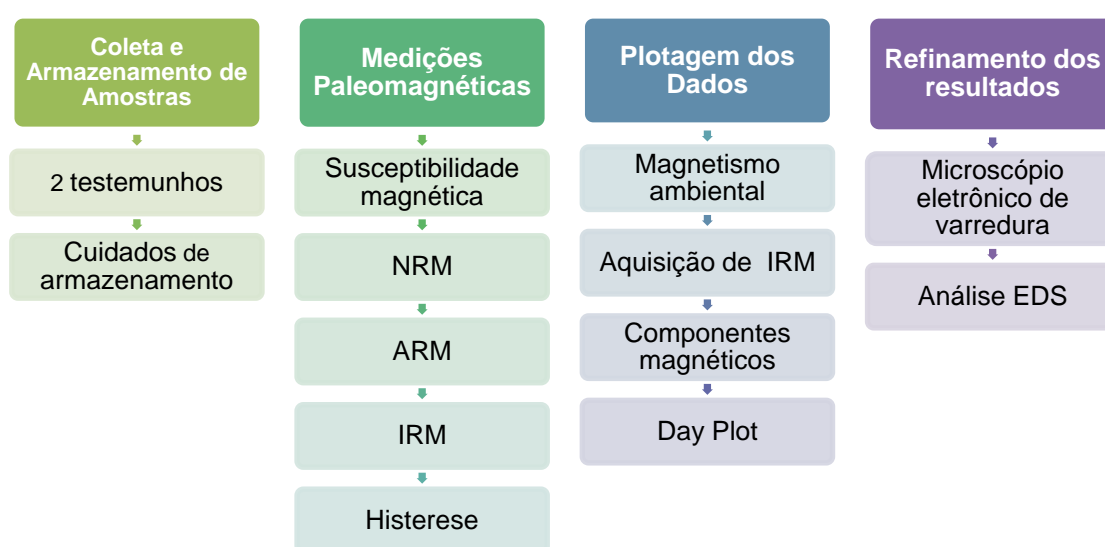 Coleta e
Armazenamento de
Amostras
2 testemunhos
Cuidados de
armazenamento
Medições
Paleomagnéticas
Susceptibilidade
magnética
NRM
ARM
IRM
Histerese
Plotagem dos
Dados
Magnetismo
ambiental
Aquisição de IRM
Componentes
magnéticos
Day Plot
Refinamento dos
resultados
Microscópio
eletrônico de
varredura
Análise EDS